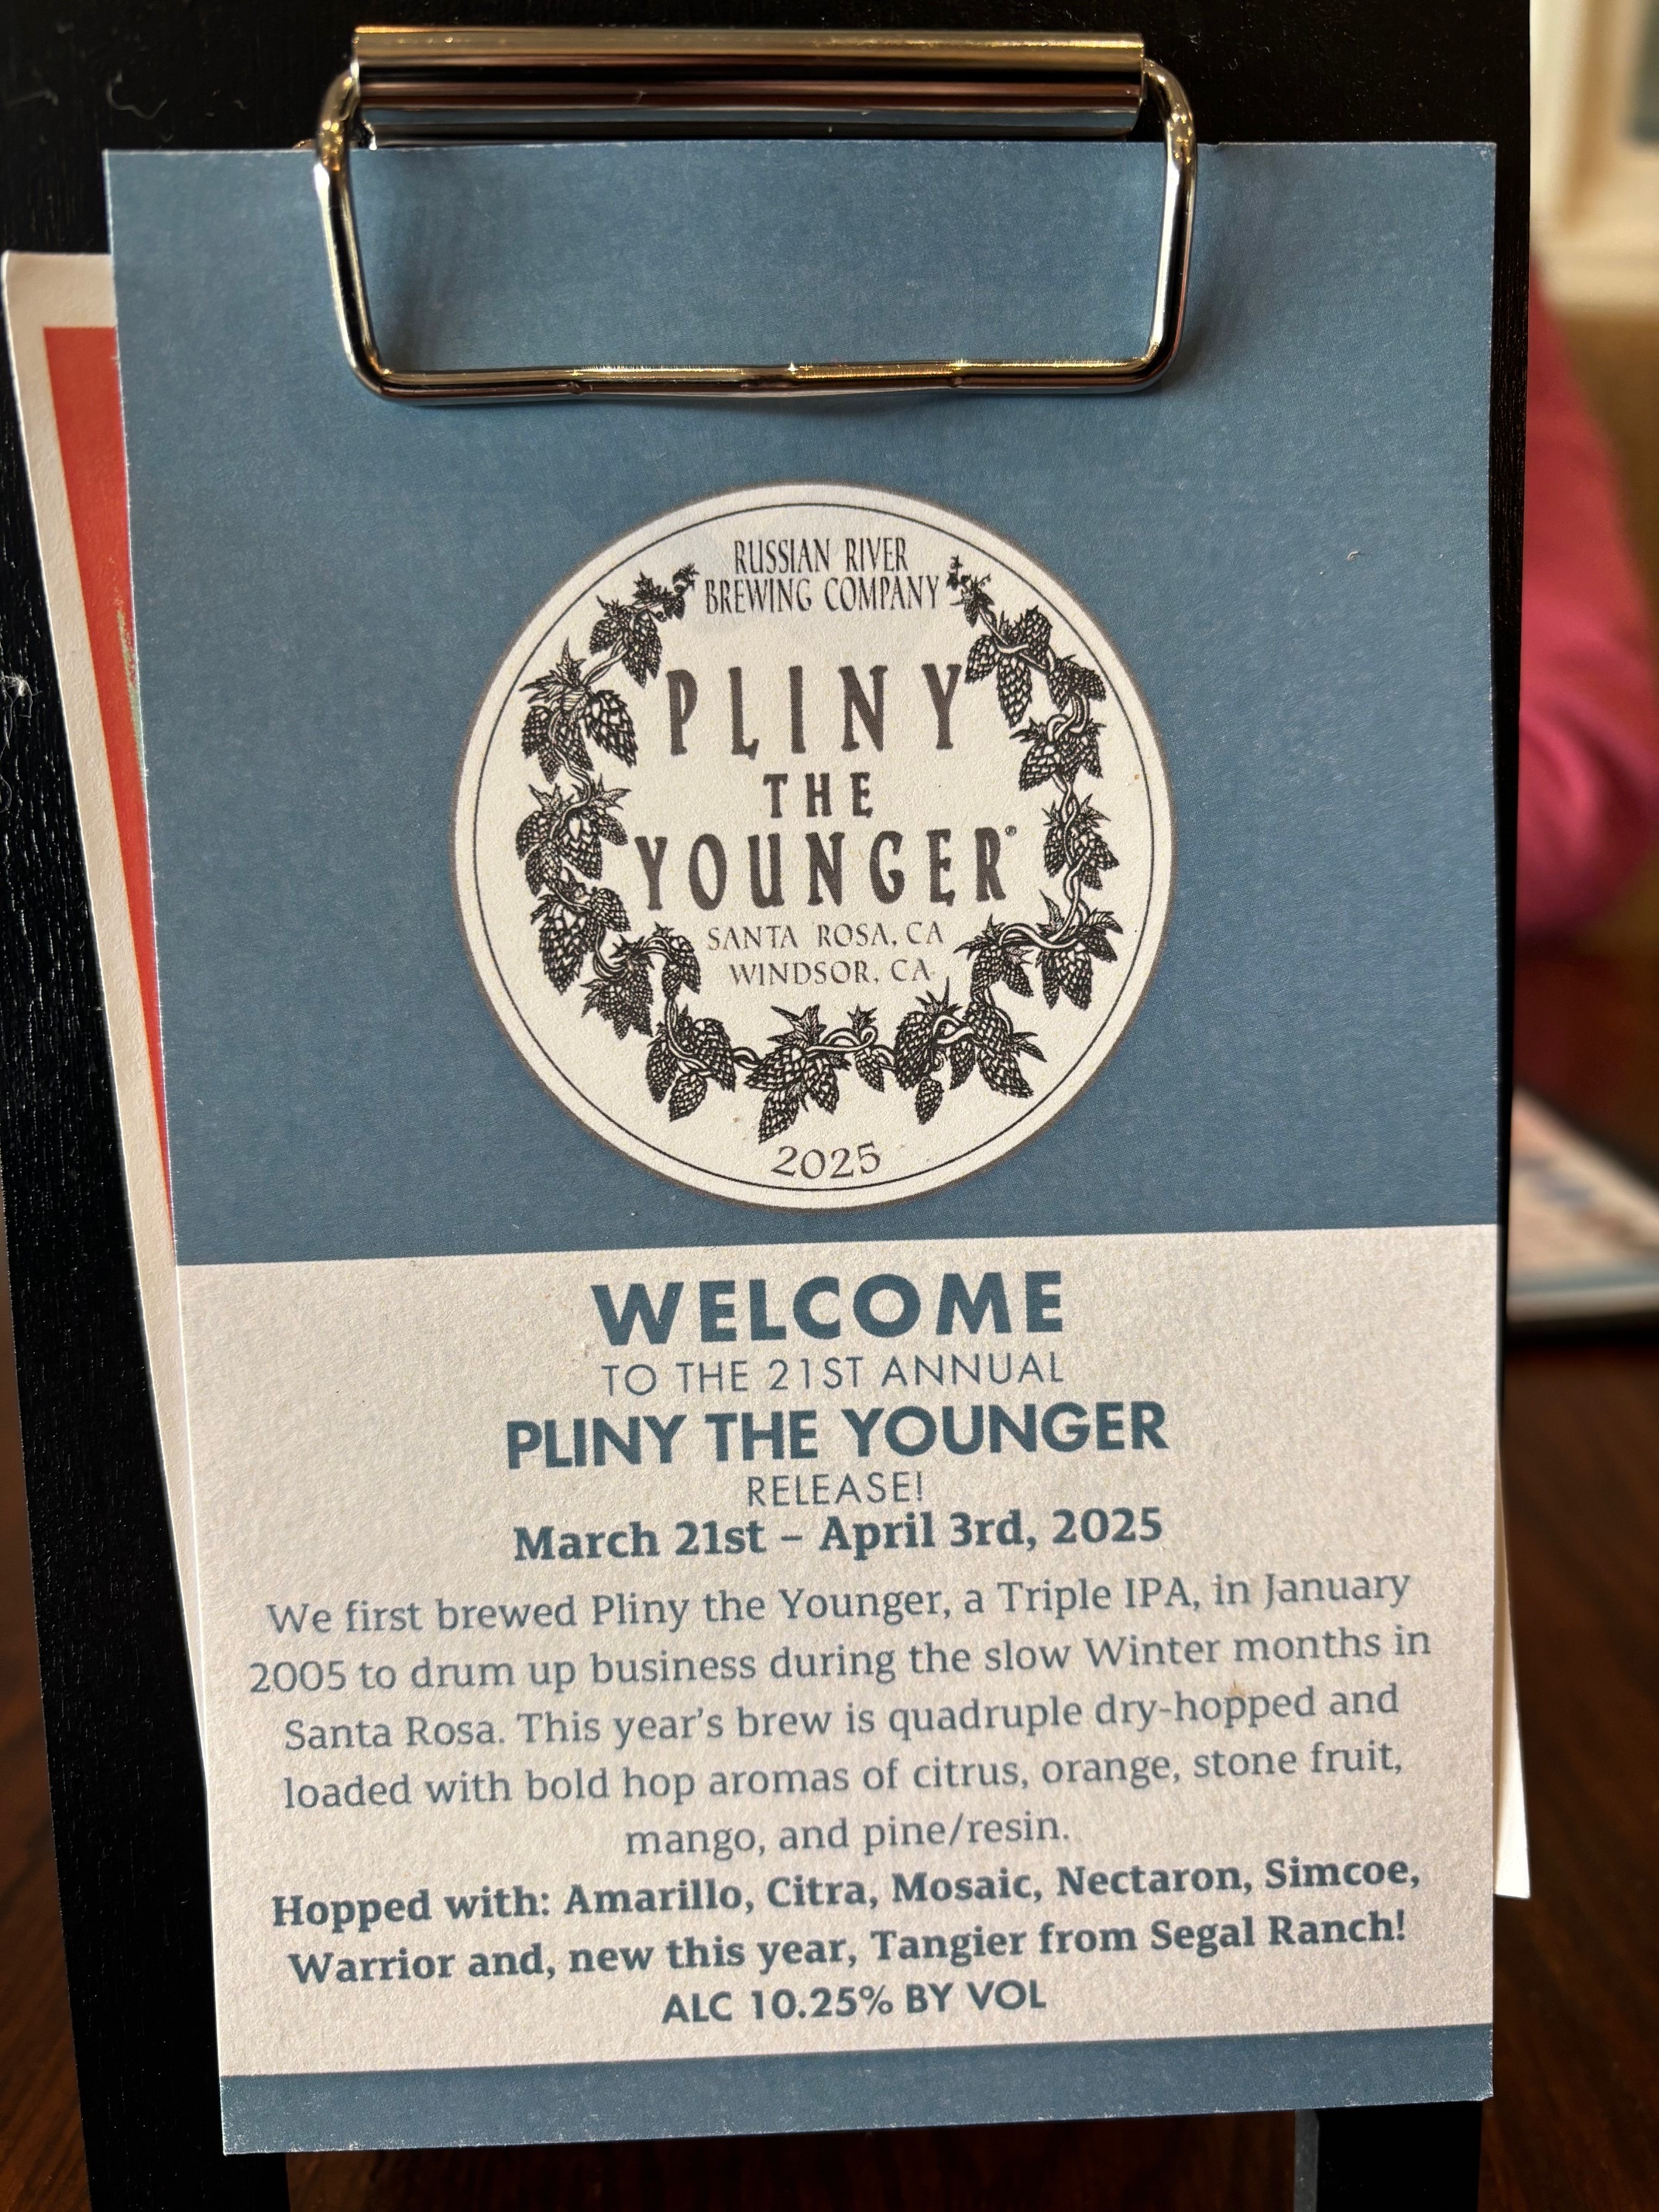 RUSSIAN RIVER
BREWING COMPANY
PLINY
THE
YOUNGER®
SANTA ROSA, CA
WINDSOR, CA
2025
WELCOME
TO THE 21ST ANNUAL
PLINY THE YOUNGER
RELEASE!
March 21st – April 3rd, 2025
We first brewed Pliny the Younger, a Triple IPA, in January
2005 to drum up business during the slow Winter months in
Santa Rosa. This year's brew is quadruple dry-hopped and
loaded with bold hop aromas of citrus, orange, stone fruit,
mango, and pine/resin.
Hopped with: Amarillo, Citra, Mosaic, Nectaron, Simcoe,
Warrior and, new this year, Tangier from Segal Ranch!
ALC 10.25% BY VOL